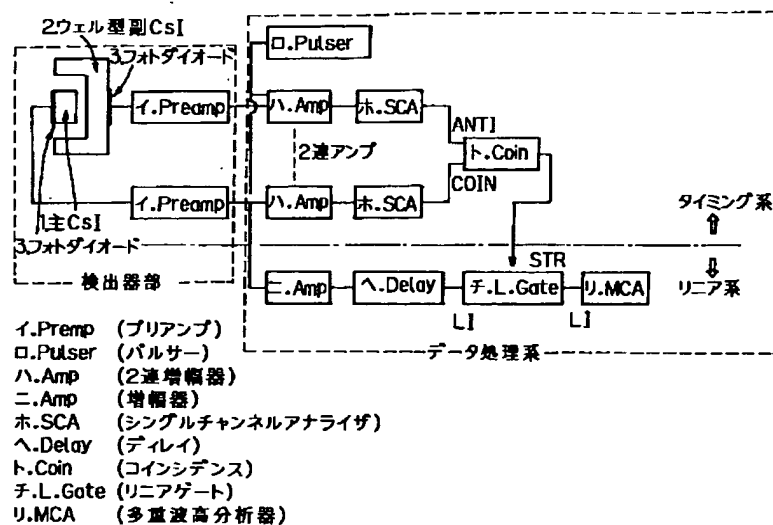 2.ウェル型副CsI
3.フォトダイオード
イ.Preamp
ロ.Pulser
ハ.Amp
ホ.SCA
ANTI
2連アンプ
ト.Coin
COIN
イ.Preamp
ハ.Amp
ホ.SCA
1.主CsI
3.フォトダイオード
タイミング系
検出器部
ニ.Amp
ヘ.Delay
STR
チ.L.Gate
リ.MCA
リニア系
LI
LI
データ処理系
イ.Premp (プリアンプ)
ロ.Pulser (パルサー)
ハ.Amp (2連増幅器)
ニ.Amp (増幅器)
ホ.SCA (シングルチャンネルアナライザ)
ヘ.Delay (ディレイ)
ト.Coin (コインシデンス)
チ.L.Gate (リニアゲート)
リ.MCA (多重波高分析器)